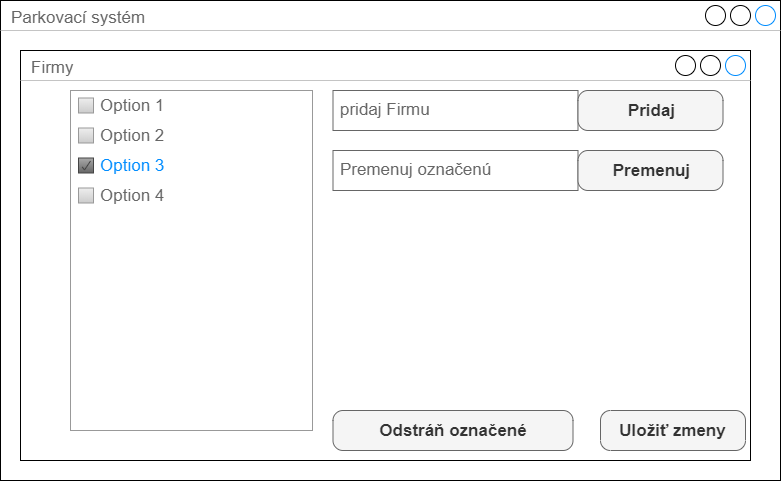 Parkovací systém
Firmy
Option 1
Option 2
Option 3
Option 4
pridaj Firmu
Pridaj
Premenuj označenú
Premenuj
Odstráň označené
Uložiť zmeny